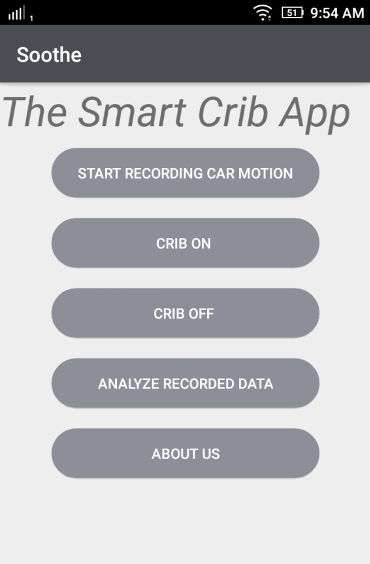 1 51 9:54 AM
Soothe
The Smart Crib App
START RECORDING CAR MOTION
CRIB ON
CRIB OFF
ANALYZE RECORDED DATA
ABOUT US